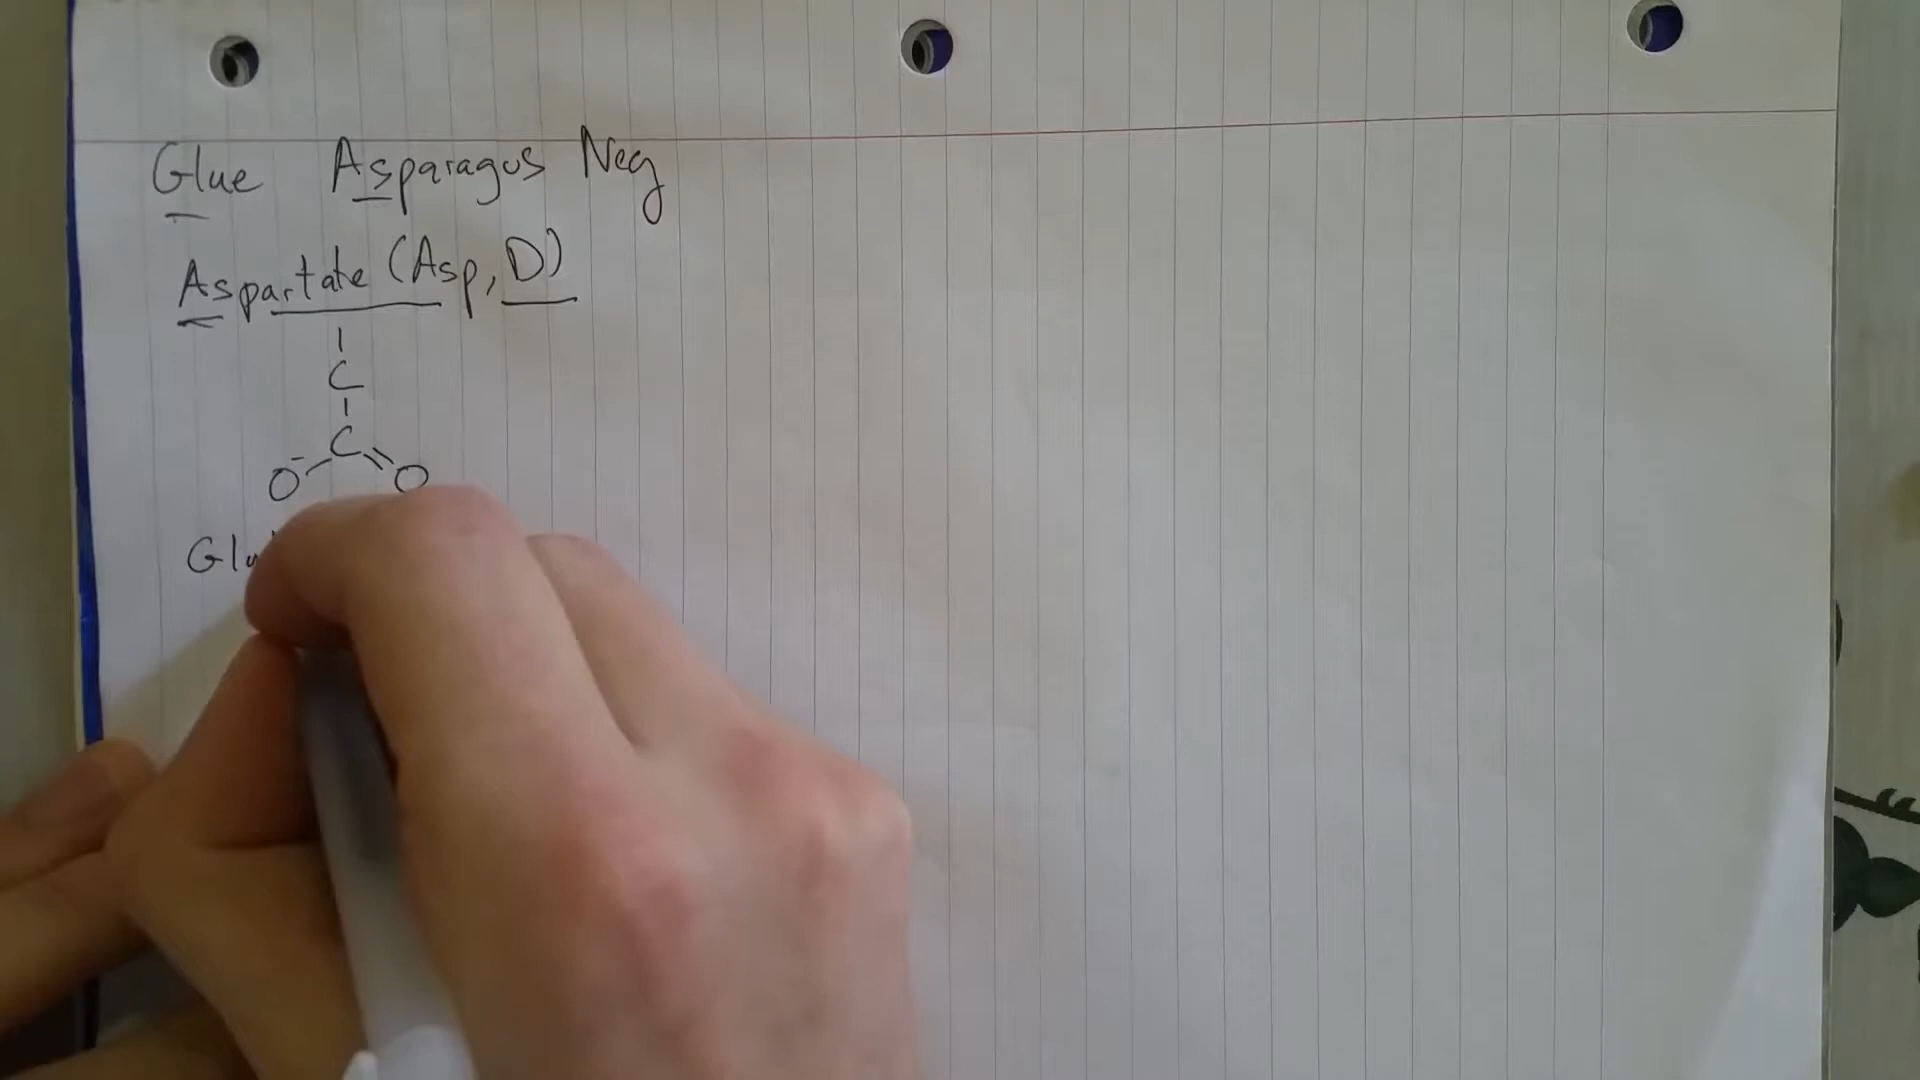 Glue Asparagus Neg
Aspartate (Asp, D)
C
C
O⁻ O